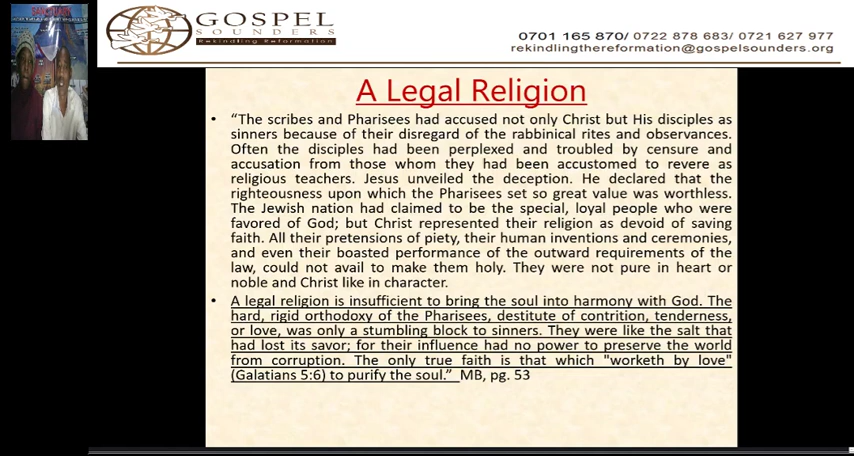 GOSPEL
SOUNDERS
Rekindling Reformation
0701 165 870/ 0722 878 683/ 0721 627 977
rekindlingthereformation@gospelsounders.org
A Legal Religion
• “The scribes and Pharisees had accused not only Christ but His disciples as
sinners because of their disregard of the rabbinical rites and observances.
Often the disciples had been perplexed and troubled by censure and
accusation from those whom they had been accustomed to revere as
religious teachers. Jesus unveiled the deception. He declared that the
righteousness upon which the Pharisees set so great value was worthless.
The Jewish nation had claimed to be the special, loyal people who were
favored of God; but Christ represented their religion as devoid of saving
faith. All their pretensions of piety, their human inventions and ceremonies,
and even their boasted performance of the outward requirements of the
law, could not avail to make them holy. They were not pure in heart or
noble and Christ like in character.
• A legal religion is insufficient to bring the soul into harmony with God. The
hard, rigid orthodoxy of the Pharisees, destitute of contrition, tenderness,
or love, was only a stumbling block to sinners. They were like the salt that
had lost its savor; for their influence had no power to preserve the world
from corruption. The only true faith is that which "worketh by love"
(Galatians 5:6) to purify the soul.” MB, pg. 53